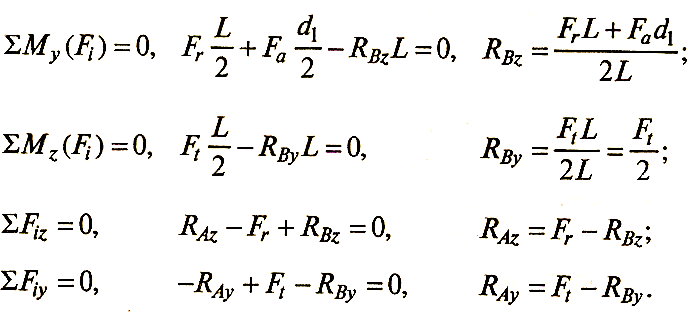 ΣM_y(F_i) = 0, F_r L/2 + F_a d_1/2 − R_Bz L = 0, R_Bz = (F_r L + F_a d_1)/(2L);
ΣM_z(F_i) = 0, F_t L/2 − R_By L = 0, R_By = F_t L/(2L) = F_t/2;
ΣF_iz = 0, R_Az − F_r + R_Bz = 0, R_Az = F_r − R_Bz;
ΣF_iy = 0, −R_Ay + F_t − R_By = 0, R_Ay = F_t − R_By.